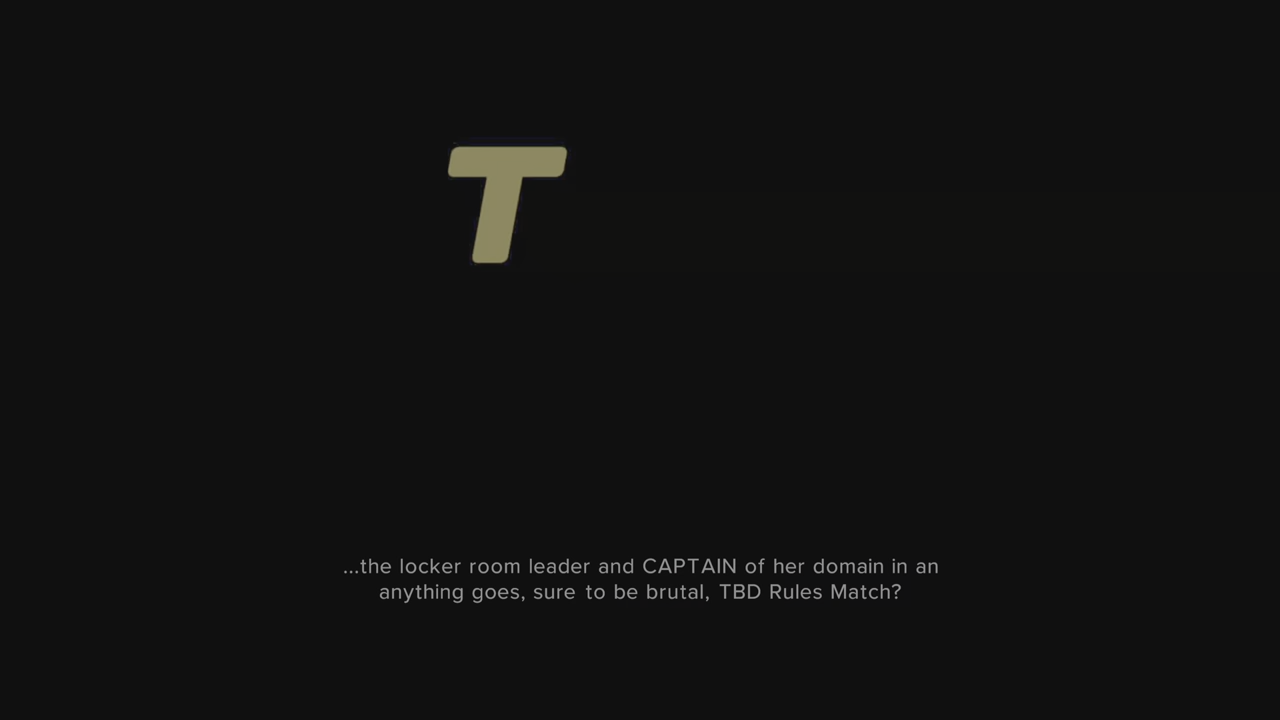 T
...the locker room leader and CAPTAIN of her domain in an
anything goes, sure to be brutal, TBD Rules Match?